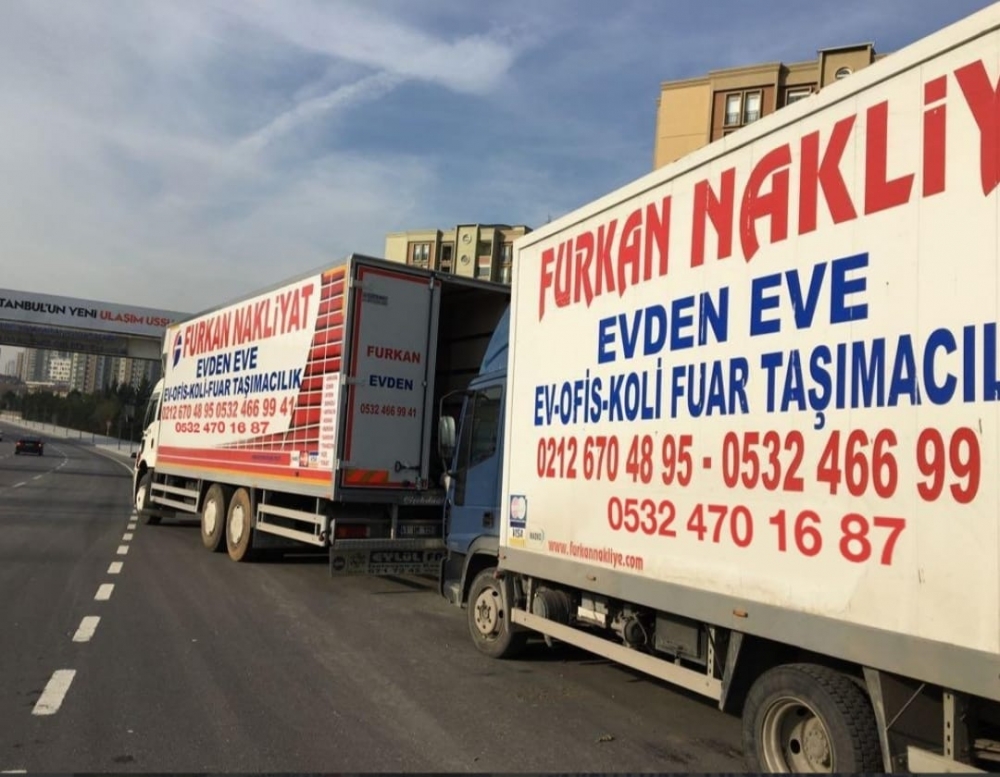 TANBUL'UN YENİ ULAŞIM ÜSSÜ
FURKAN NAKLİYAT
EVDEN EVE
EV-OFİS-KOLİ-FUAR TAŞIMACILIK
0212 670 48 95 0532 466 99 41
0532 470 16 87
FURKAN
EVDEN
0532 466 99 41
EYLÜL
FURKAN NAKLİY
EVDEN EVE
EV-OFİS-KOLİ FUAR TAŞIMACIL
0212 670 48 95 - 0532 466 99
0532 470 16 87
VISA
www.furkannakliye.com